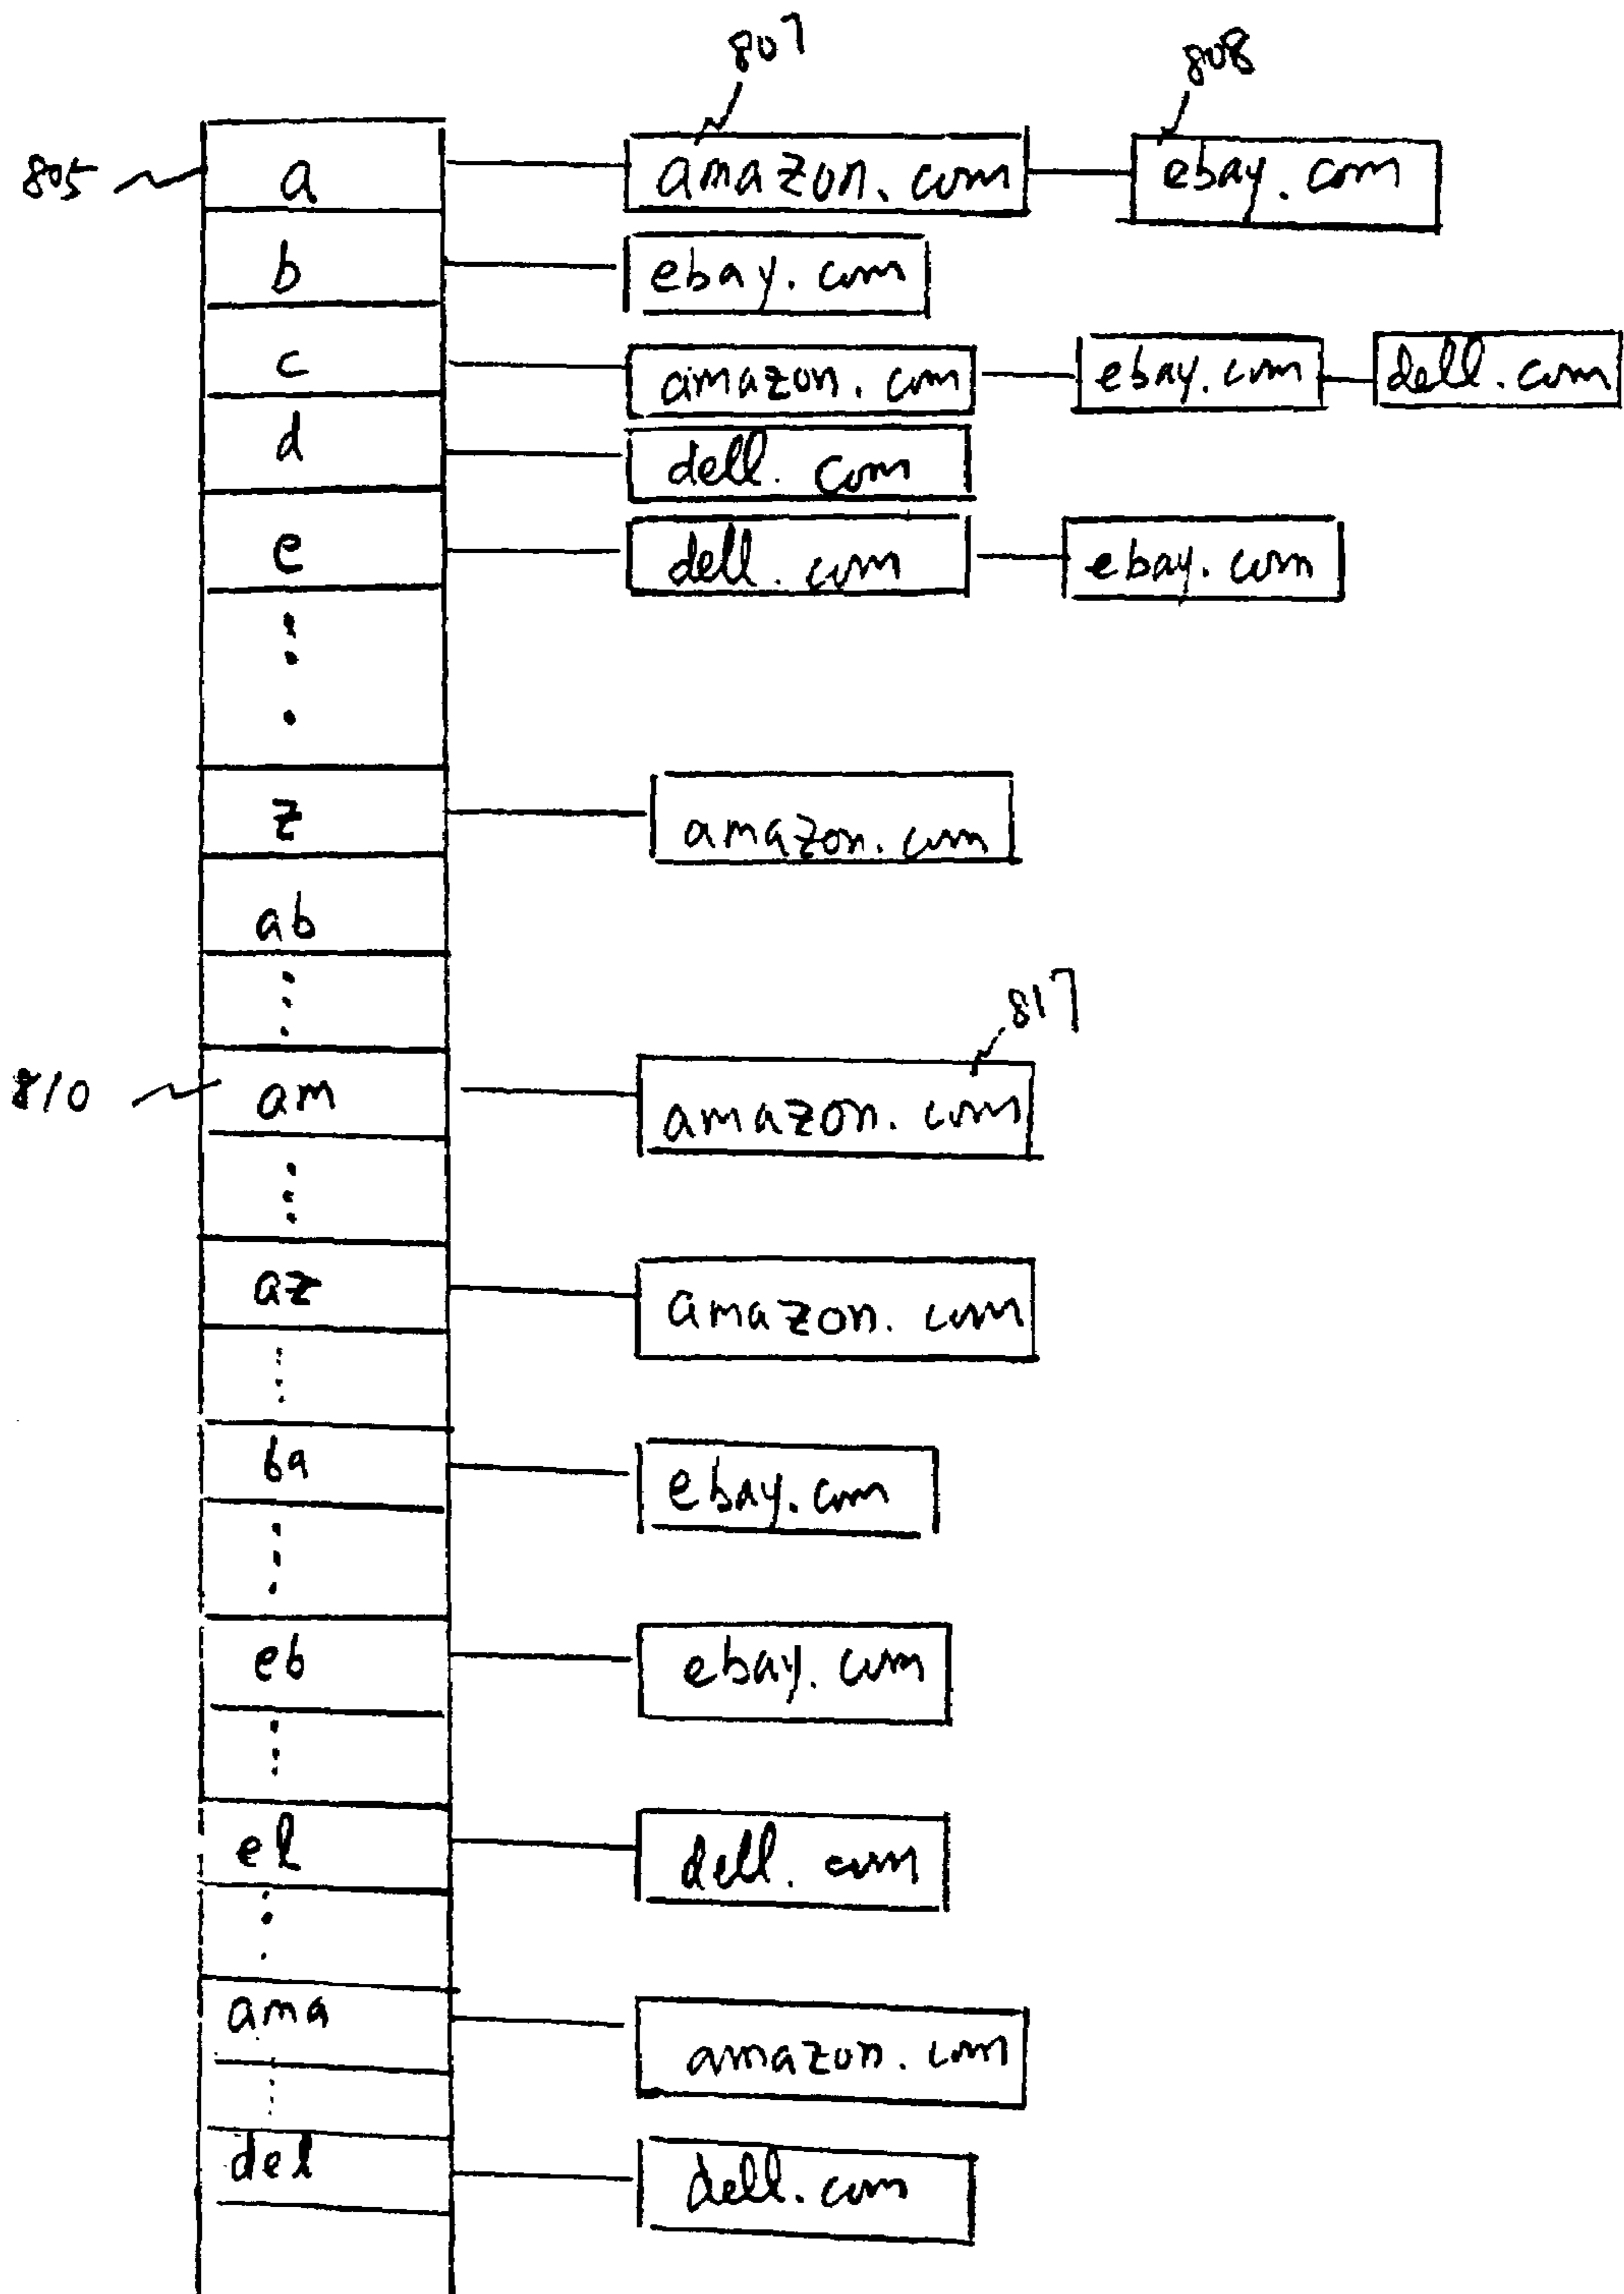 807 808
805 a amazon.com ebay.com
b ebay.com
c amazon.com ebay.com dell.com
d dell.com
e dell.com ebay.com
z amazon.com
ab
817
810 am amazon.com
az amazon.com
ba ebay.com
eb ebay.com
el dell.com
ama amazon.com
del dell.com